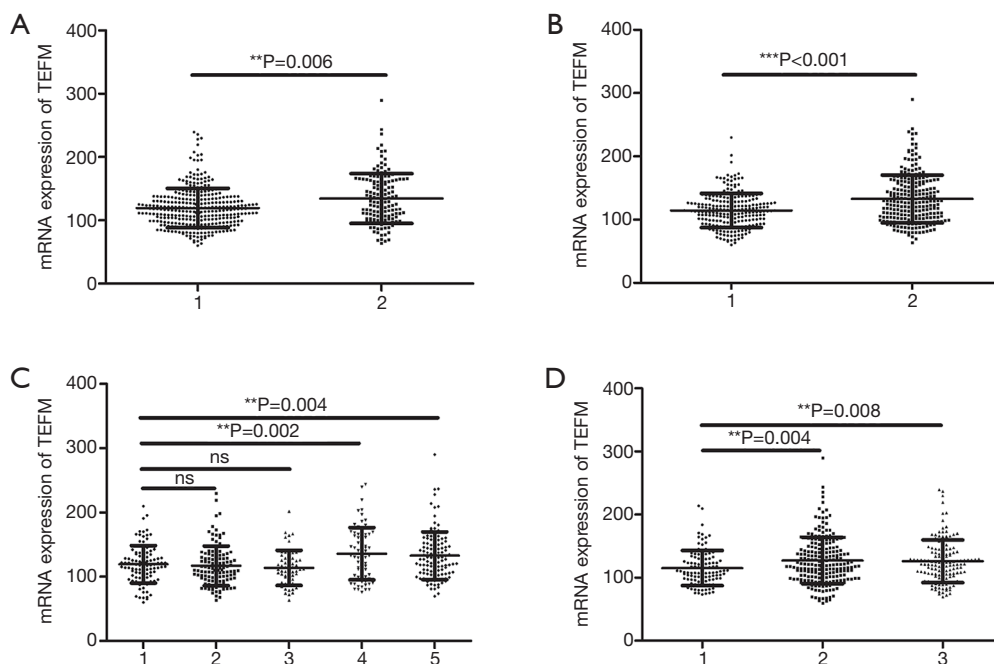 A
mRNA expression of TEFM
400
300
200
100
0
**P=0.006
1 2
B
mRNA expression of TEFM
400
300
200
100
0
***P<0.001
1 2
C
mRNA expression of TEFM
400
300
200
100
0
**P=0.004
**P=0.002
ns
ns
1 2 3 4 5
D
mRNA expression of TEFM
400
300
200
100
0
**P=0.008
**P=0.004
1 2 3